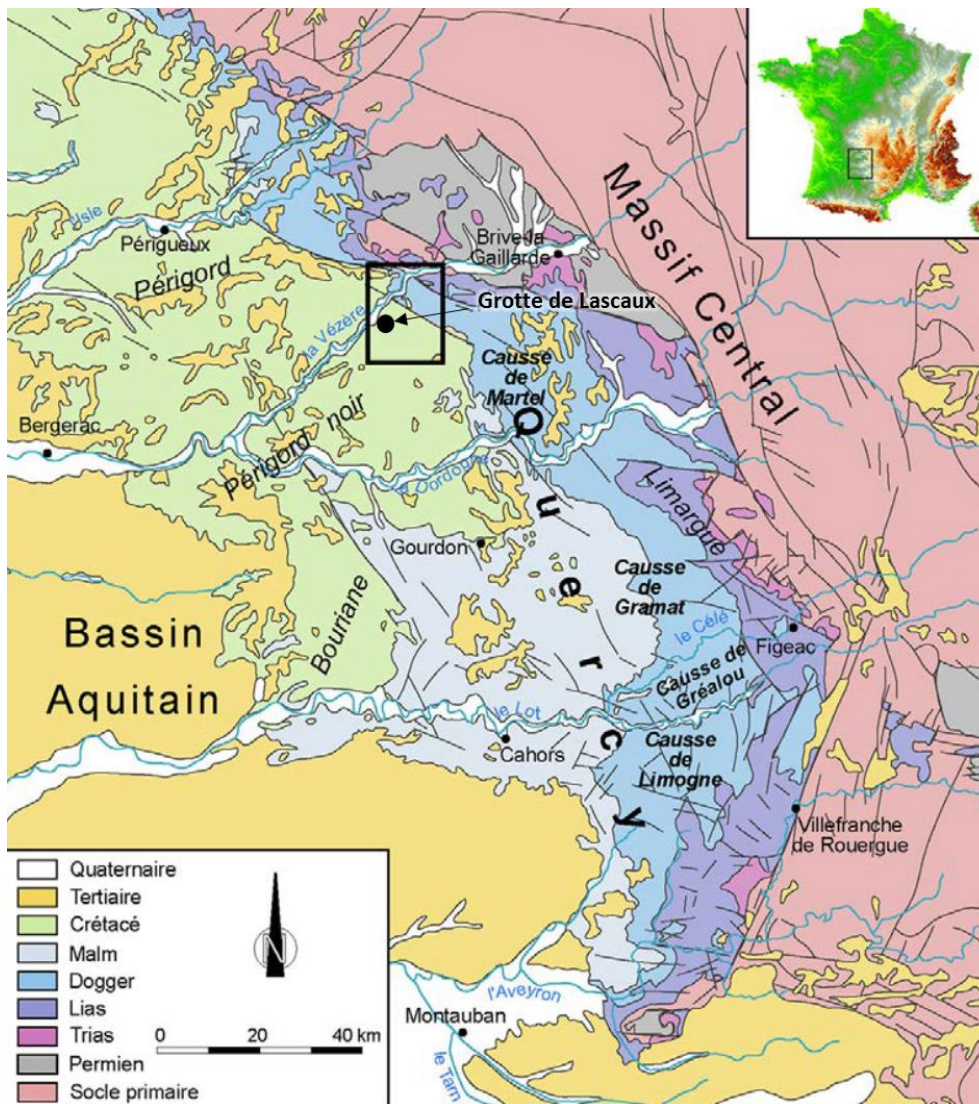 l'Isle
Périgueux
Périgord
Brive la
Gaillarde
Massif Central
Grotte de Lascaux
la Vézère
Causse
de
Martel
Bergerac
Périgord noir
la Dordogne
Quercy
Limargue
Gourdon
Causse
de
Gramat
Bouriane
le Célé
Figeac
Bassin
Aquitain
Causse de
Gréalou
le Lot
Cahors
Causse
de
Limogne
Villefranche
de Rouergue
Quaternaire
Tertiaire
Crétacé
Malm
Dogger
Lias
Trias
Permien
Socle primaire
N
0 20 40 km
l'Aveyron
Montauban
le Tarn